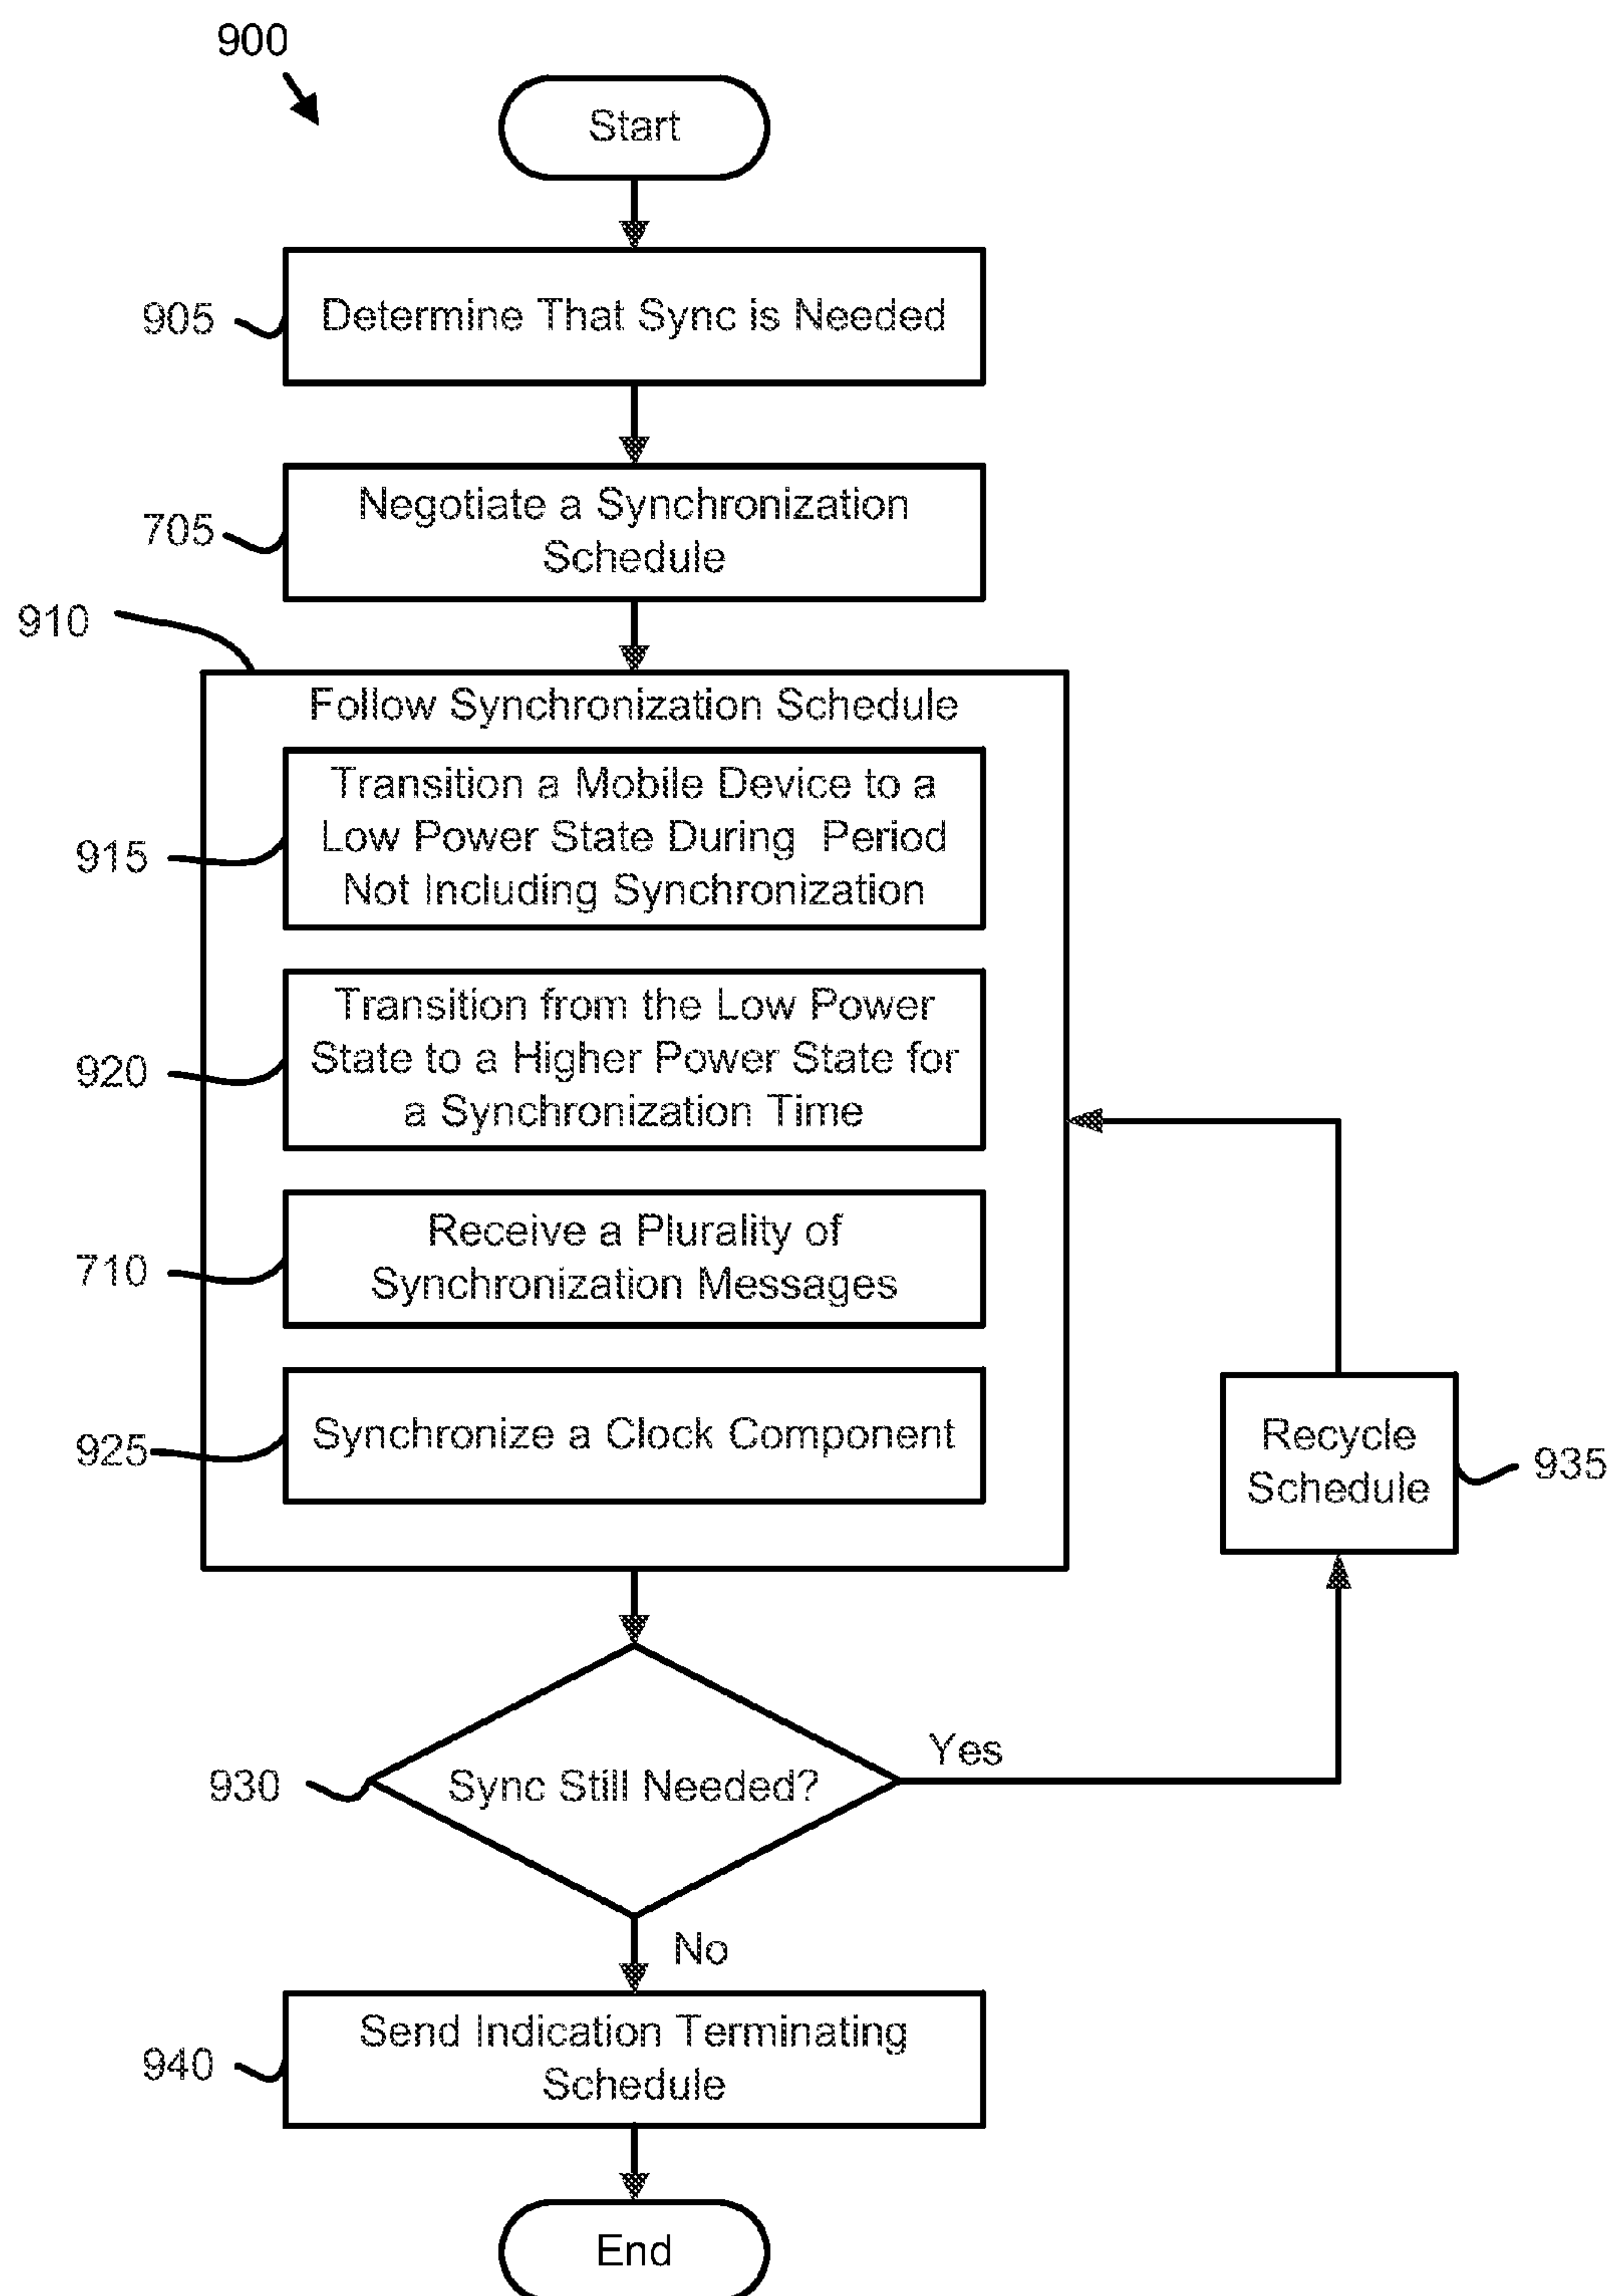 900
Start
905
Determine That Sync is Needed
705
Negotiate a Synchronization
Schedule
910
Follow Synchronization Schedule
915
Transition a Mobile Device to a
Low Power State During Period
Not Including Synchronization
920
Transition from the Low Power
State to a Higher Power State for
a Synchronization Time
710
Receive a Plurality of
Synchronization Messages
925
Synchronize a Clock Component
Recycle
Schedule
935
930
Sync Still Needed?
Yes
No
940
Send Indication Terminating
Schedule
End